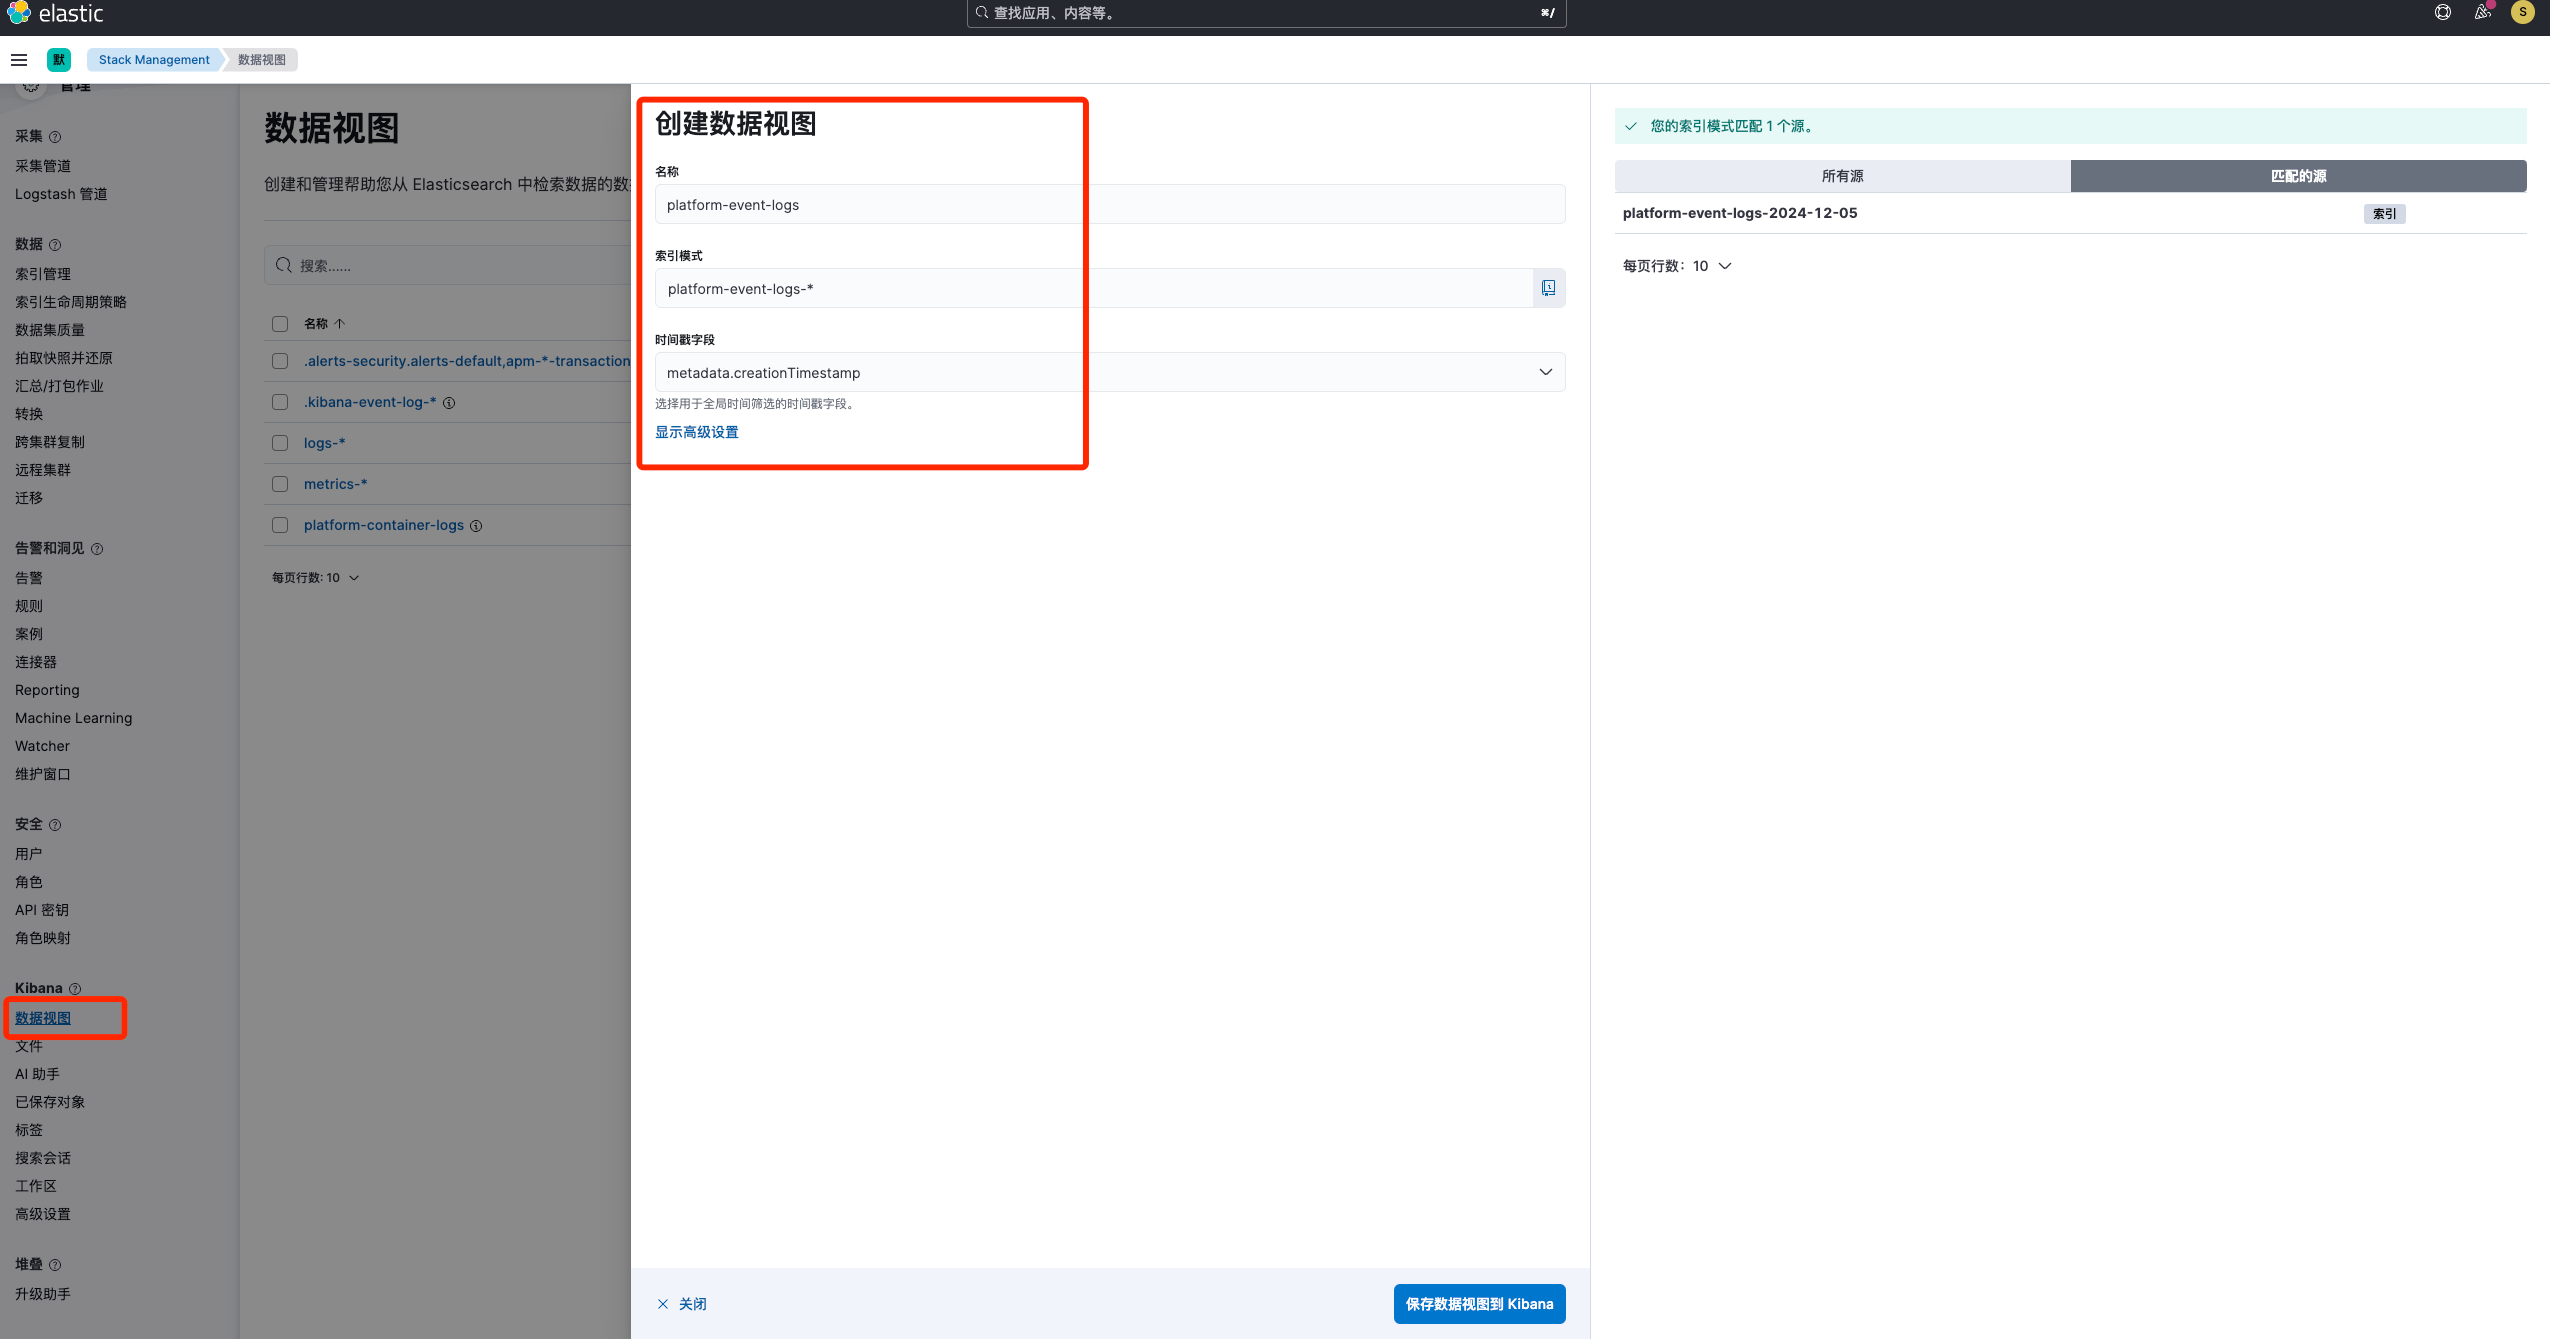 elastic
查找应用、内容等。
⌘/
S
默
Stack Management
数据视图
管理
采集
采集管道
Logstash 管道
数据
索引管理
索引生命周期策略
数据集质量
拍取快照并还原
汇总/打包作业
转换
跨集群复制
远程集群
迁移
告警和洞见
告警
规则
案例
连接器
Reporting
Machine Learning
Watcher
维护窗口
安全
用户
角色
API 密钥
角色映射
Kibana
数据视图
文件
AI 助手
已保存对象
标签
搜索会话
工作区
高级设置
堆叠
升级助手
数据视图
创建和管理帮助您从 Elasticsearch 中检索数据的数
搜索......
名称
.alerts-security.alerts-default,apm-*-transaction
.kibana-event-log-*
logs-*
metrics-*
platform-container-logs
每页行数: 10
创建数据视图
名称
platform-event-logs
索引模式
platform-event-logs-*
时间戳字段
metadata.creationTimestamp
选择用于全局时间筛选的时间戳字段。
显示高级设置
关闭
保存数据视图到 Kibana
您的索引模式匹配 1 个源。
所有源
匹配的源
platform-event-logs-2024-12-05
索引
每页行数：10